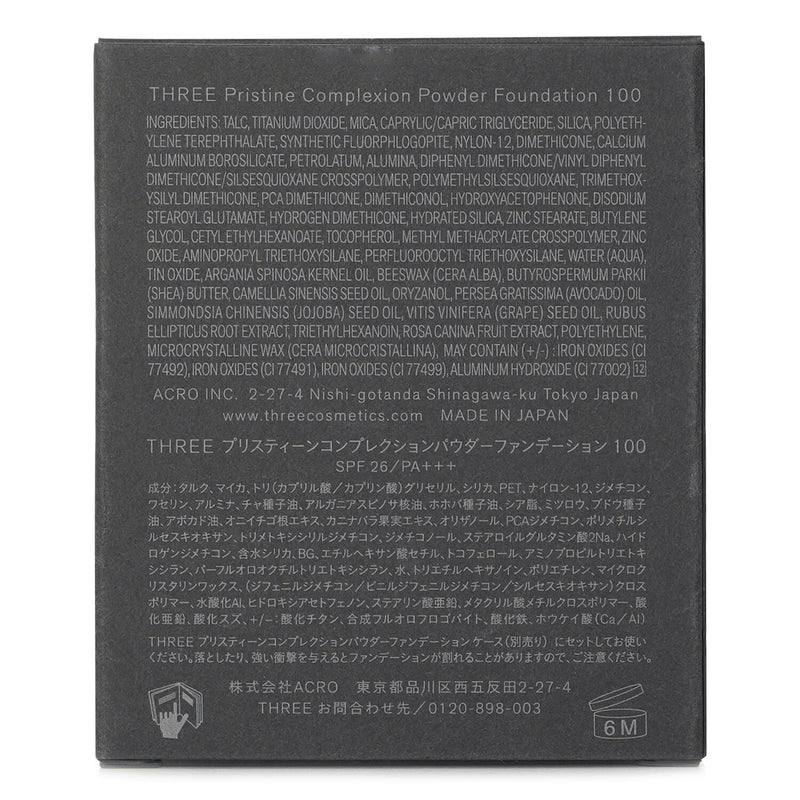 THREE Pristine Complexion Powder Foundation 100
INGREDIENTS: TALC, TITANIUM DIOXIDE, MICA, CAPRYLIC/CAPRIC TRIGLYCERIDE, SILICA, POLYETH-
YLENE TEREPHTHALATE, SYNTHETIC FLUORPHLOGOPITE, NYLON-12, DIMETHICONE, CALCIUM
ALUMINUM BOROSILICATE, PETROLATUM, ALUMINA, DIPHENYL DIMETHICONE/VINYL DIPHENYL
DIMETHICONE/SILSESQUIOXANE CROSSPOLYMER, POLYMETHYLSILSESQUIOXANE, TRIMETHOX-
YSILYL DIMETHICONE, PCA DIMETHICONE, DIMETHICONOL, HYDROXYACETOPHENONE, DISODIUM
STEAROYL GLUTAMATE, HYDROGEN DIMETHICONE, HYDRATED SILICA, ZINC STEARATE, BUTYLENE
GLYCOL, CETYL ETHYLHEXANOATE, TOCOPHEROL, METHYL METHACRYLATE CROSSPOLYMER, ZINC
OXIDE, AMINOPROPYL TRIETHOXYSILANE, PERFLUOROOCTYL TRIETHOXYSILANE, WATER (AQUA),
TIN OXIDE, ARGANIA SPINOSA KERNEL OIL, BEESWAX (CERA ALBA), BUTYROSPERMUM PARKII
(SHEA) BUTTER, CAMELLIA SINENSIS SEED OIL, ORYZANOL, PERSEA GRATISSIMA (AVOCADO) OIL,
SIMMONDSIA CHINENSIS (JOJOBA) SEED OIL, VITIS VINIFERA (GRAPE) SEED OIL, RUBUS
ELLIPTICUS ROOT EXTRACT, TRIETHYLHEXANOIN, ROSA CANINA FRUIT EXTRACT, POLYETHYLENE,
MICROCRYSTALLINE WAX (CERA MICROCRISTALLINA), MAY CONTAIN (+/-) : IRON OXIDES (CI
77492), IRON OXIDES (CI 77491), IRON OXIDES (CI 77499), ALUMINUM HYDROXIDE (CI 77002) 12
ACRO INC. 2-27-4 Nishi-gotanda Shinagawa-ku Tokyo Japan
www.threecosmetics.com MADE IN JAPAN
THREE プリスティーンコンプレクションパウダーファンデーション 100
SPF 26/PA+++
成分：タルク、マイカ、トリ（カプリル酸／カプリン酸）グリセリル、シリカ、PET、ナイロン-12、ジメチコン、
ワセリン、アルミナ、チャ種子油、アルガニアスピノサ核油、ホホバ種子油、シア脂、ミツロウ、ブドウ種子
油、アボカド油、オニイチゴ根エキス、カニナバラ果実エキス、オリザノール、PCAジメチコン、ポリメチルシ
ルセスキオキサン、トリメトキシシリルジメチコン、ジメチコノール、ステアロイルグルタミン酸2Na、ハイド
ロゲンジメチコン、含水シリカ、BG、エチルヘキサン酸セチル、トコフェロール、アミノプロピルトリエトキ
シシラン、パーフルオロオクチルトリエトキシシラン、水、トリエチルヘキサノイン、ポリエチレン、マイクロク
リスタリンワックス、（ジフェニルジメチコン／ビニルジフェニルジメチコン／シルセスキオキサン）クロス
ポリマー、水酸化Al、ヒドロキシアセトフェノン、ステアリン酸亜鉛、メタクリル酸メチルクロスポリマー、酸
化亜鉛、酸化スズ、+/-：酸化チタン、合成フルオロフロゴパイト、酸化鉄、ホウケイ酸（Ca／Al）
THREE プリスティーンコンプレクションパウダーファンデーション ケース（別売り）にセットしてお使い
ください。落としたり、強い衝撃を与えるとファンデーションが割れることがありますので、ご注意ください。
株式会社ACRO 東京都品川区西五反田2-27-4
THREE お問合わせ先／0120-898-003
6M